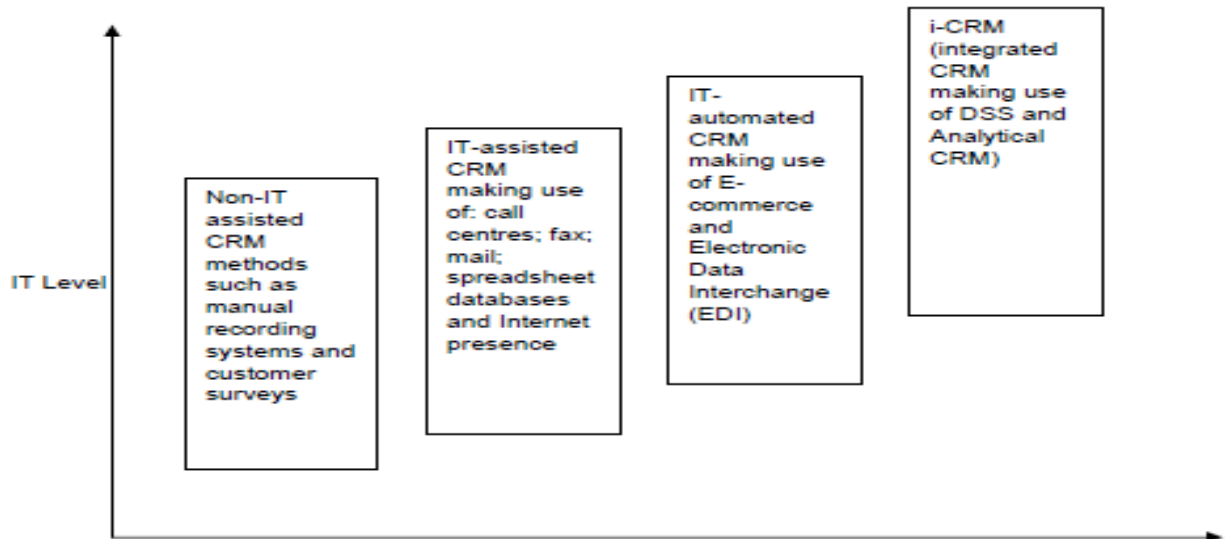 i-CRM
(integrated
CRM
making use
of DSS and
Analytical
CRM)
IT-
automated
CRM
making use
of E-
commerce
and
Electronic
Data
Interchange
(EDI)
IT-assisted
CRM
making use
of: call
centres; fax;
mail;
spreadsheet
databases
and Internet
presence
Non-IT
assisted
CRM
methods
such as
manual
recording
systems and
customer
surveys
IT Level